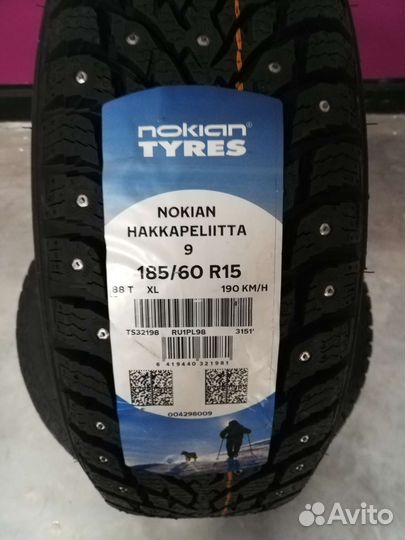 nokian®
TYRES
NOKIAN
HAKKAPELIITTA
9
185/60 R15
88 T XL 190 KM/H
8
TS32198 RU1PL98 3151'
6 419440 321981
004298009
Avito